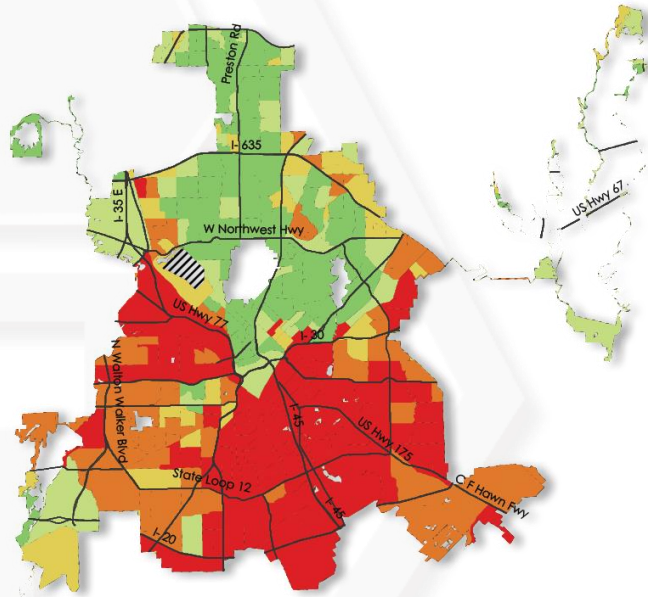 Preston Rd
I- 635
I- 35 E
US Hwy 67
W Northwest Hwy
US Hwy 77
I- 30
N Walton Walker Blvd
I-45
US Hwy 175
State Loop 12
C F Hawn Fwy
I- 45
I- 20